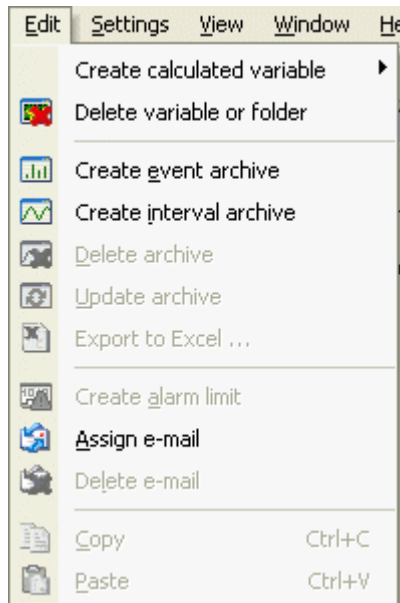 Edit Settings View Window He
Create calculated variable
Delete variable or folder
Create event archive
Create interval archive
Delete archive
Update archive
Export to Excel ...
Create alarm limit
Assign e-mail
Delete e-mail
Copy Ctrl+C
Paste Ctrl+V